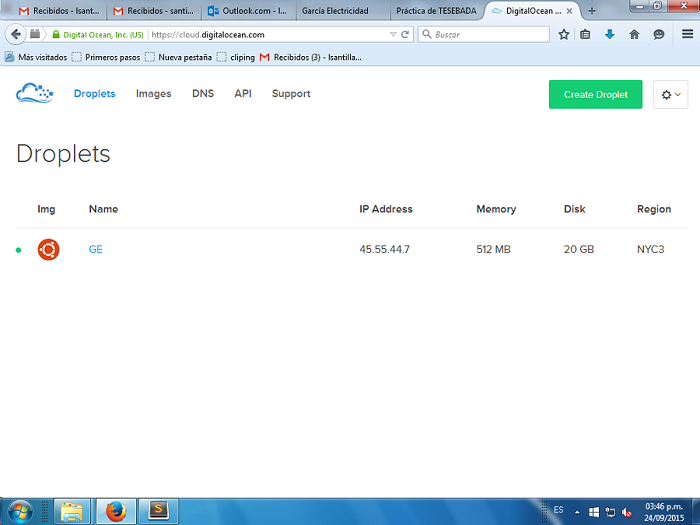 Recibidos - Isant...
Recibidos - santi...
Outlook.com - l...
García Electricidad
Práctica de TESEBADA
DigitalOcean ...
Digital Ocean, Inc. (US)
https://cloud.digitalocean.com
Buscar
Más visitados
Primeros pasos
Nueva pestaña
cliping
Recibidos (3) - Isantilla...
Droplets
Images
DNS
API
Support
Create Droplet
Droplets
Img Name IP Address Memory Disk Region
GE 45.55.44.7 512 MB 20 GB NYC3
ES
03:46 p.m.
24/09/2015